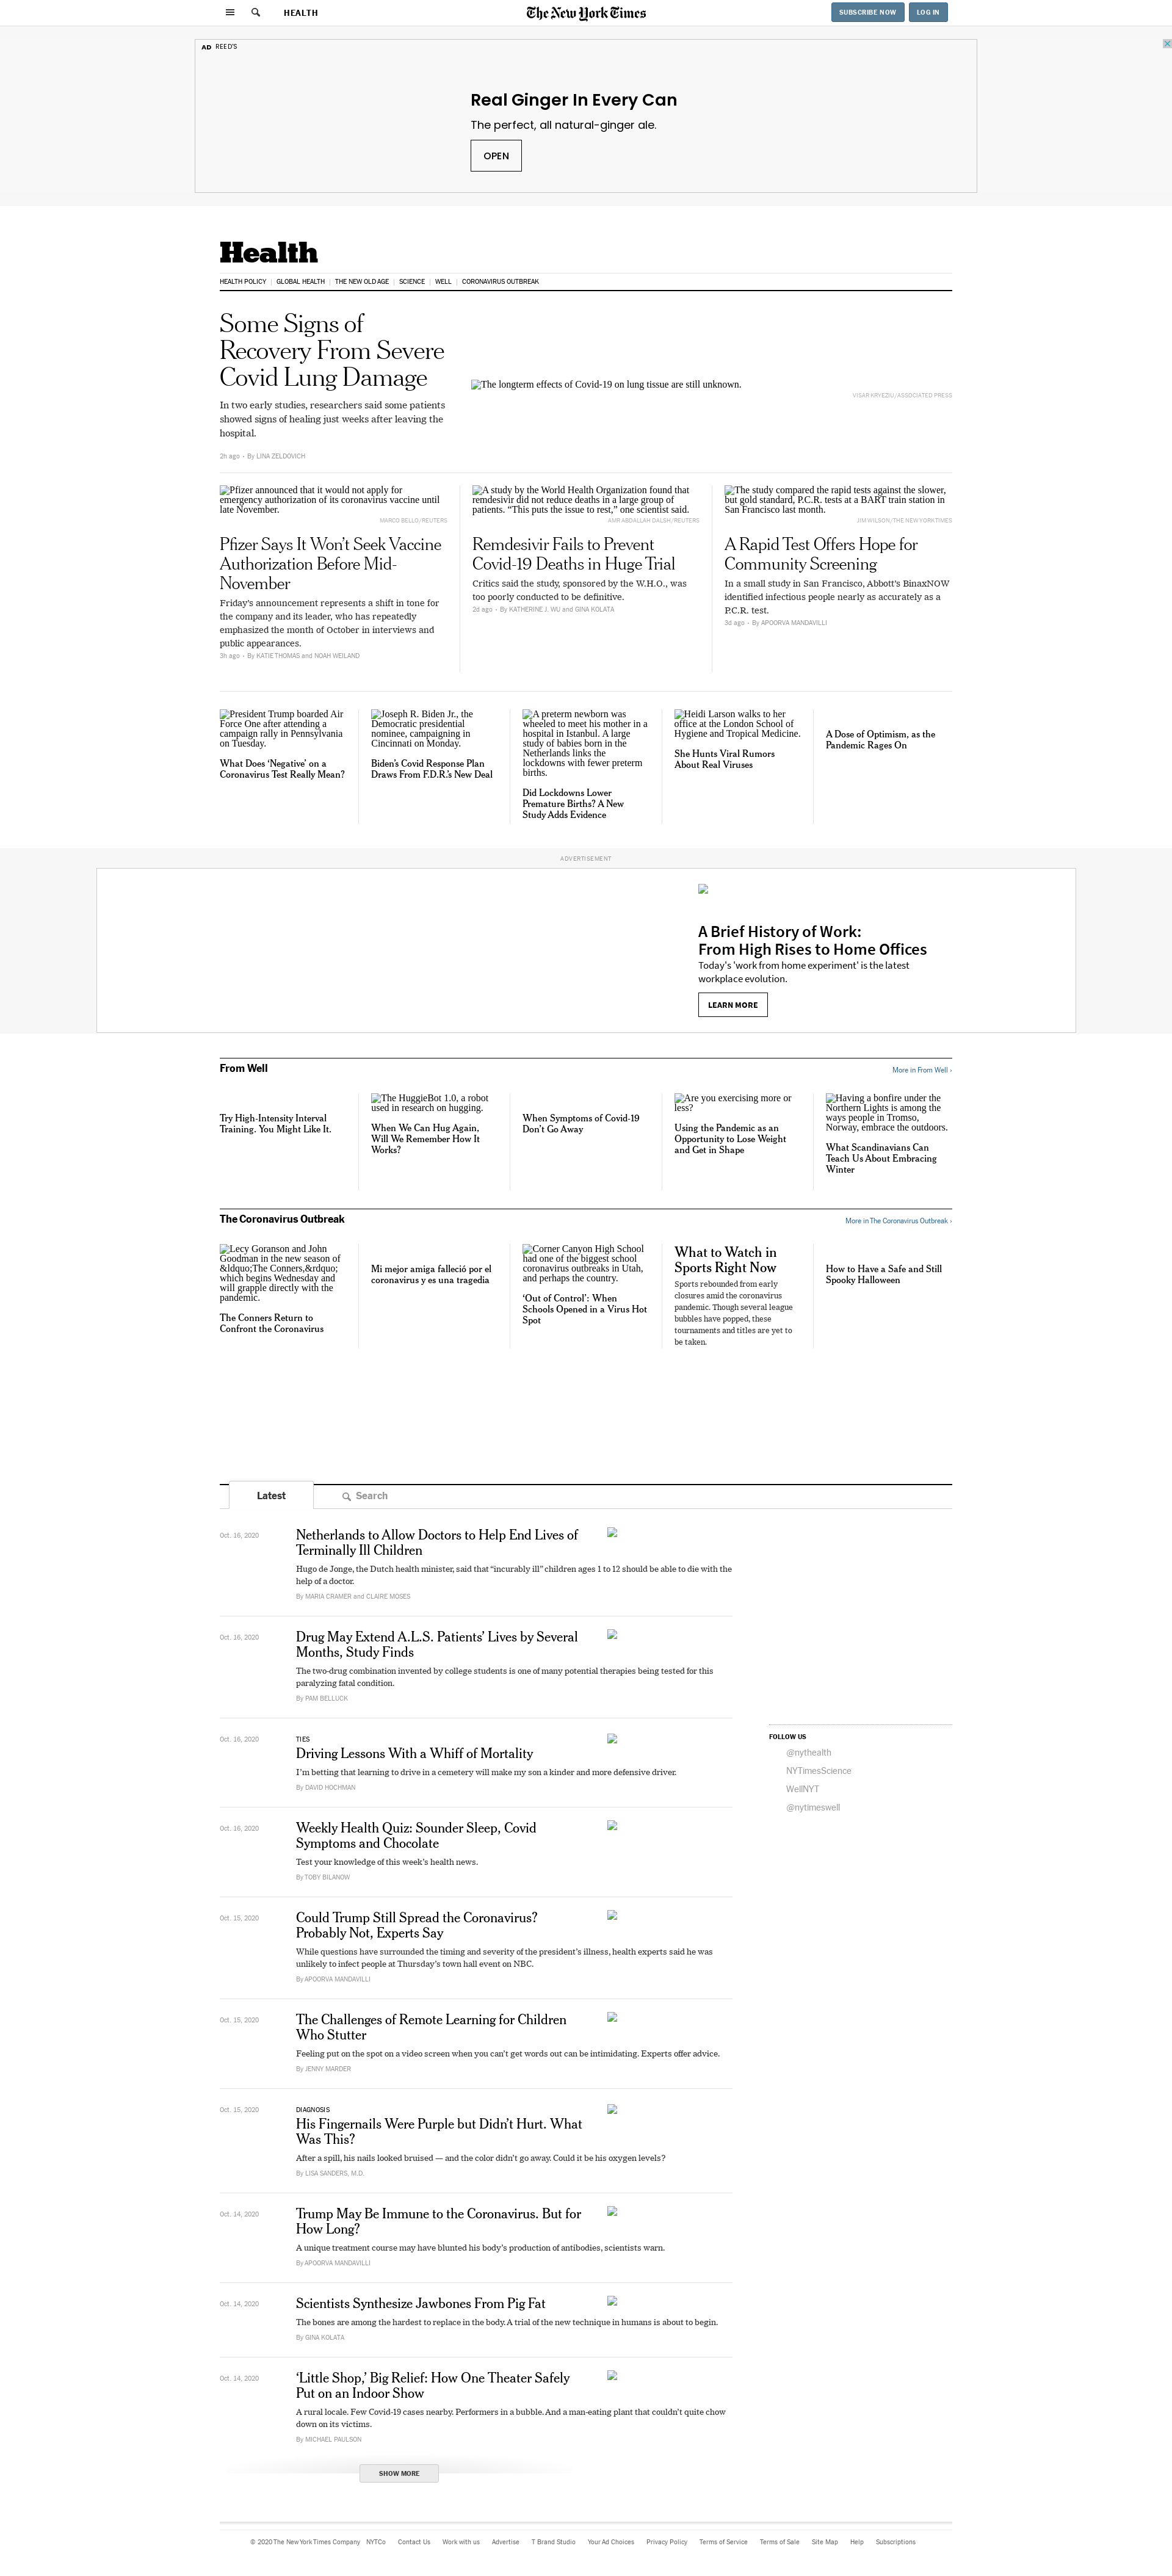 HEALTH
The New York Times
SUBSCRIBE NOW
LOG IN
AD REED'S
Real Ginger In Every Can
The perfect, all natural-ginger ale.
OPEN
Health
HEALTH POLICY | GLOBAL HEALTH | THE NEW OLD AGE | SCIENCE | WELL | CORONAVIRUS OUTBREAK
Some Signs of
Recovery From Severe
Covid Lung Damage
In two early studies, researchers said some patients
showed signs of healing just weeks after leaving the
hospital.
2h ago • By LINA ZELDOVICH
The longterm effects of Covid-19 on lung tissue are still unknown.
VISAR KRYEZIU/ASSOCIATED PRESS
Pfizer announced that it would not apply for
emergency authorization of its coronavirus vaccine until
late November.
MARCO BELLO/REUTERS
Pfizer Says It Won’t Seek Vaccine
Authorization Before Mid-
November
Friday’s announcement represents a shift in tone for
the company and its leader, who has repeatedly
emphasized the month of October in interviews and
public appearances.
3h ago • By KATIE THOMAS and NOAH WEILAND
A study by the World Health Organization found that
remdesivir did not reduce deaths in a large group of
patients. “This puts the issue to rest,” one scientist said.
AMR ABDALLAH DALSH/REUTERS
Remdesivir Fails to Prevent
Covid-19 Deaths in Huge Trial
Critics said the study, sponsored by the W.H.O., was
too poorly conducted to be definitive.
2d ago • By KATHERINE J. WU and GINA KOLATA
The study compared the rapid tests against the slower,
but gold standard, P.C.R. tests at a BART train station in
San Francisco last month.
JIM WILSON/THE NEW YORK TIMES
A Rapid Test Offers Hope for
Community Screening
In a small study in San Francisco, Abbott’s BinaxNOW
identified infectious people nearly as accurately as a
P.C.R. test.
3d ago • By APOORVA MANDAVILLI
President Trump boarded Air
Force One after attending a
campaign rally in Pennsylvania
on Tuesday.
What Does ‘Negative’ on a
Coronavirus Test Really Mean?
Joseph R. Biden Jr., the
Democratic presidential
nominee, campaigning in
Cincinnati on Monday.
Biden’s Covid Response Plan
Draws From F.D.R.’s New Deal
A preterm newborn was
wheeled to meet his mother in a
hospital in Istanbul. A large
study of babies born in the
Netherlands links the
lockdowns with fewer preterm
births.
Did Lockdowns Lower
Premature Births? A New
Study Adds Evidence
Heidi Larson walks to her
office at the London School of
Hygiene and Tropical Medicine.
She Hunts Viral Rumors
About Real Viruses
A Dose of Optimism, as the
Pandemic Rages On
ADVERTISEMENT
A Brief History of Work:
From High Rises to Home Offices
Today's 'work from home experiment' is the latest
workplace evolution.
LEARN MORE
From Well
More in From Well ›
Try High-Intensity Interval
Training. You Might Like It.
The HuggieBot 1.0, a robot
used in research on hugging.
When We Can Hug Again,
Will We Remember How It
Works?
When Symptoms of Covid-19
Don’t Go Away
Are you exercising more or
less?
Using the Pandemic as an
Opportunity to Lose Weight
and Get in Shape
Having a bonfire under the
Northern Lights is among the
ways people in Tromso,
Norway, embrace the outdoors.
What Scandinavians Can
Teach Us About Embracing
Winter
The Coronavirus Outbreak
More in The Coronavirus Outbreak ›
Lecy Goranson and John
Goodman in the new season of
&ldquo;The Conners,&rdquo;
which begins Wednesday and
will grapple directly with the
pandemic.
The Conners Return to
Confront the Coronavirus
Mi mejor amiga falleció por el
coronavirus y es una tragedia
Corner Canyon High School
had one of the biggest school
coronavirus outbreaks in Utah,
and perhaps the country.
‘Out of Control’: When
Schools Opened in a Virus Hot
Spot
What to Watch in
Sports Right Now
Sports rebounded from early
closures amid the coronavirus
pandemic. Though several league
bubbles have popped, these
tournaments and titles are yet to
be taken.
How to Have a Safe and Still
Spooky Halloween
Latest
Search
Oct. 16, 2020
Netherlands to Allow Doctors to Help End Lives of
Terminally Ill Children
Hugo de Jonge, the Dutch health minister, said that “incurably ill” children ages 1 to 12 should be able to die with the
help of a doctor.
By MARIA CRAMER and CLAIRE MOSES
Oct. 16, 2020
Drug May Extend A.L.S. Patients’ Lives by Several
Months, Study Finds
The two-drug combination invented by college students is one of many potential therapies being tested for this
paralyzing fatal condition.
By PAM BELLUCK
Oct. 16, 2020
TIES
Driving Lessons With a Whiff of Mortality
I’m betting that learning to drive in a cemetery will make my son a kinder and more defensive driver.
By DAVID HOCHMAN
FOLLOW US
@nythealth
NYTimesScience
WellNYT
@nytimeswell
Oct. 16, 2020
Weekly Health Quiz: Sounder Sleep, Covid
Symptoms and Chocolate
Test your knowledge of this week’s health news.
By TOBY BILANOW
Oct. 15, 2020
Could Trump Still Spread the Coronavirus?
Probably Not, Experts Say
While questions have surrounded the timing and severity of the president’s illness, health experts said he was
unlikely to infect people at Thursday’s town hall event on NBC.
By APOORVA MANDAVILLI
Oct. 15, 2020
The Challenges of Remote Learning for Children
Who Stutter
Feeling put on the spot on a video screen when you can’t get words out can be intimidating. Experts offer advice.
By JENNY MARDER
Oct. 15, 2020
DIAGNOSIS
His Fingernails Were Purple but Didn’t Hurt. What
Was This?
After a spill, his nails looked bruised — and the color didn’t go away. Could it be his oxygen levels?
By LISA SANDERS, M.D.
Oct. 14, 2020
Trump May Be Immune to the Coronavirus. But for
How Long?
A unique treatment course may have blunted his body’s production of antibodies, scientists warn.
By APOORVA MANDAVILLI
Oct. 14, 2020
Scientists Synthesize Jawbones From Pig Fat
The bones are among the hardest to replace in the body. A trial of the new technique in humans is about to begin.
By GINA KOLATA
Oct. 14, 2020
‘Little Shop,’ Big Relief: How One Theater Safely
Put on an Indoor Show
A rural locale. Few Covid-19 cases nearby. Performers in a bubble. And a man-eating plant that couldn’t quite chow
down on its victims.
By MICHAEL PAULSON
SHOW MORE
© 2020 The New York Times Company NYTCo Contact Us Work with us Advertise T Brand Studio Your Ad Choices Privacy Policy Terms of Service Terms of Sale Site Map Help Subscriptions